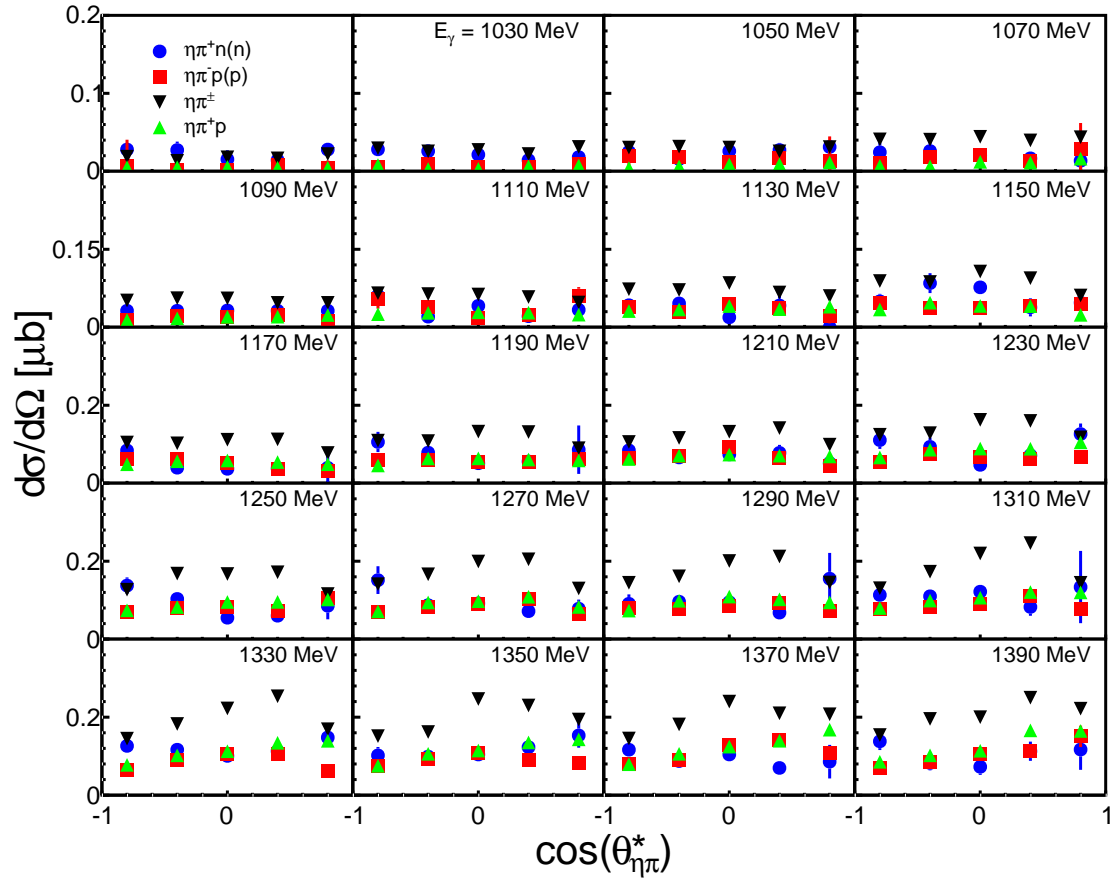 0.2
E_γ = 1030 MeV
1050 MeV
1070 MeV
ηπ⁺n(n)
ηπ⁻p(p)
0.1
ηπ±
ηπ⁺p
0
1090 MeV
1110 MeV
1130 MeV
1150 MeV
0.15
0
1170 MeV
1190 MeV
1210 MeV
1230 MeV
0.2
0
1250 MeV
1270 MeV
1290 MeV
1310 MeV
0.2
0
1330 MeV
1350 MeV
1370 MeV
1390 MeV
0.2
0
-1
0
-1
0
-1
0
-1
0
1
dσ/dΩ [μb]
cos(θ*_ηπ)